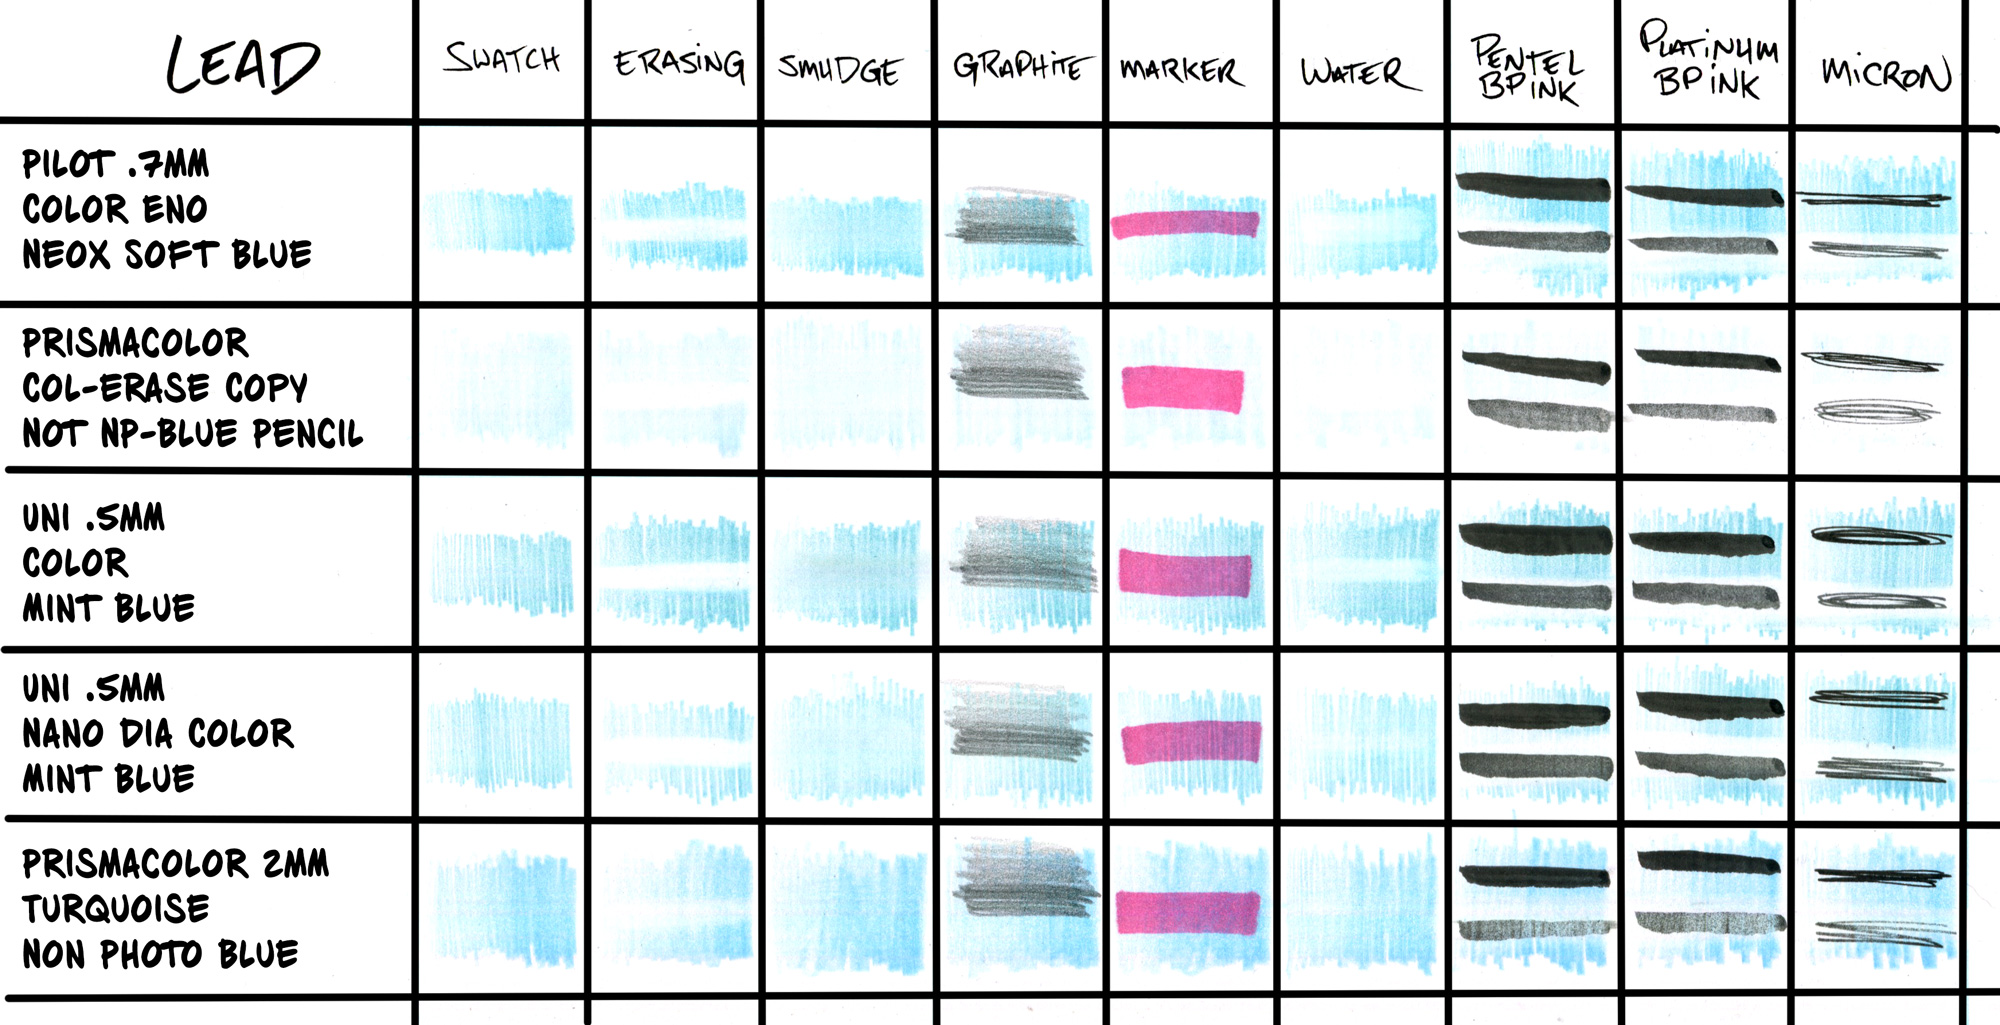 LEAD
SWATCH
ERASING
SMUDGE
GRAPHITE
MARKER
WATER
PENTEL
BP INK
PLATINUM
BP INK
MICRON
PILOT .7MM
COLOR ENO
NEOX SOFT BLUE
PRISMACOLOR
COL-ERASE COPY
NOT NP-BLUE PENCIL
UNI .5MM
COLOR
MINT BLUE
UNI .5MM
NANO DIA COLOR
MINT BLUE
PRISMACOLOR 2MM
TURQUOISE
NON PHOTO BLUE